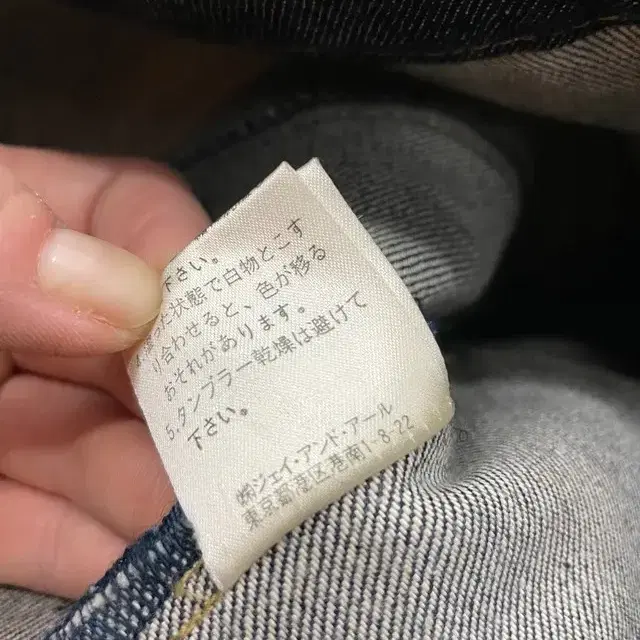 下さい。
た状態で白物とこす
り合わせると、色が移る
おそれがあります。
5.タンブラー乾燥は避けて
下さい。
㈱ジェイ・アンド・アール
東京都港区港南1-8-22